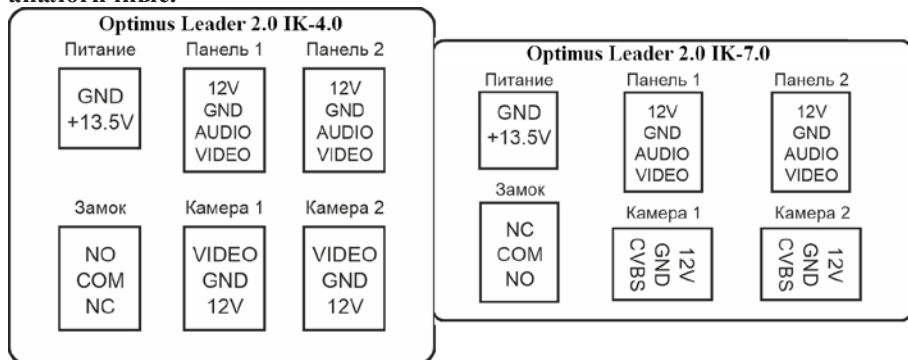 аналогичные.
Optimus Leader 2.0 IK-4.0
Питание Панель 1 Панель 2
GND
+13.5V
12V
GND
AUDIO
VIDEO
12V
GND
AUDIO
VIDEO
Замок Камера 1 Камера 2
NO
COM
NC
VIDEO
GND
12V
VIDEO
GND
12V
Optimus Leader 2.0 IK-7.0
Питание Панель 1 Панель 2
GND
+13.5V
12V
GND
AUDIO
VIDEO
12V
GND
AUDIO
VIDEO
Замок
NC
COM
NO
Камера 1 Камера 2
12V
GND
CVBS
12V
GND
CVBS